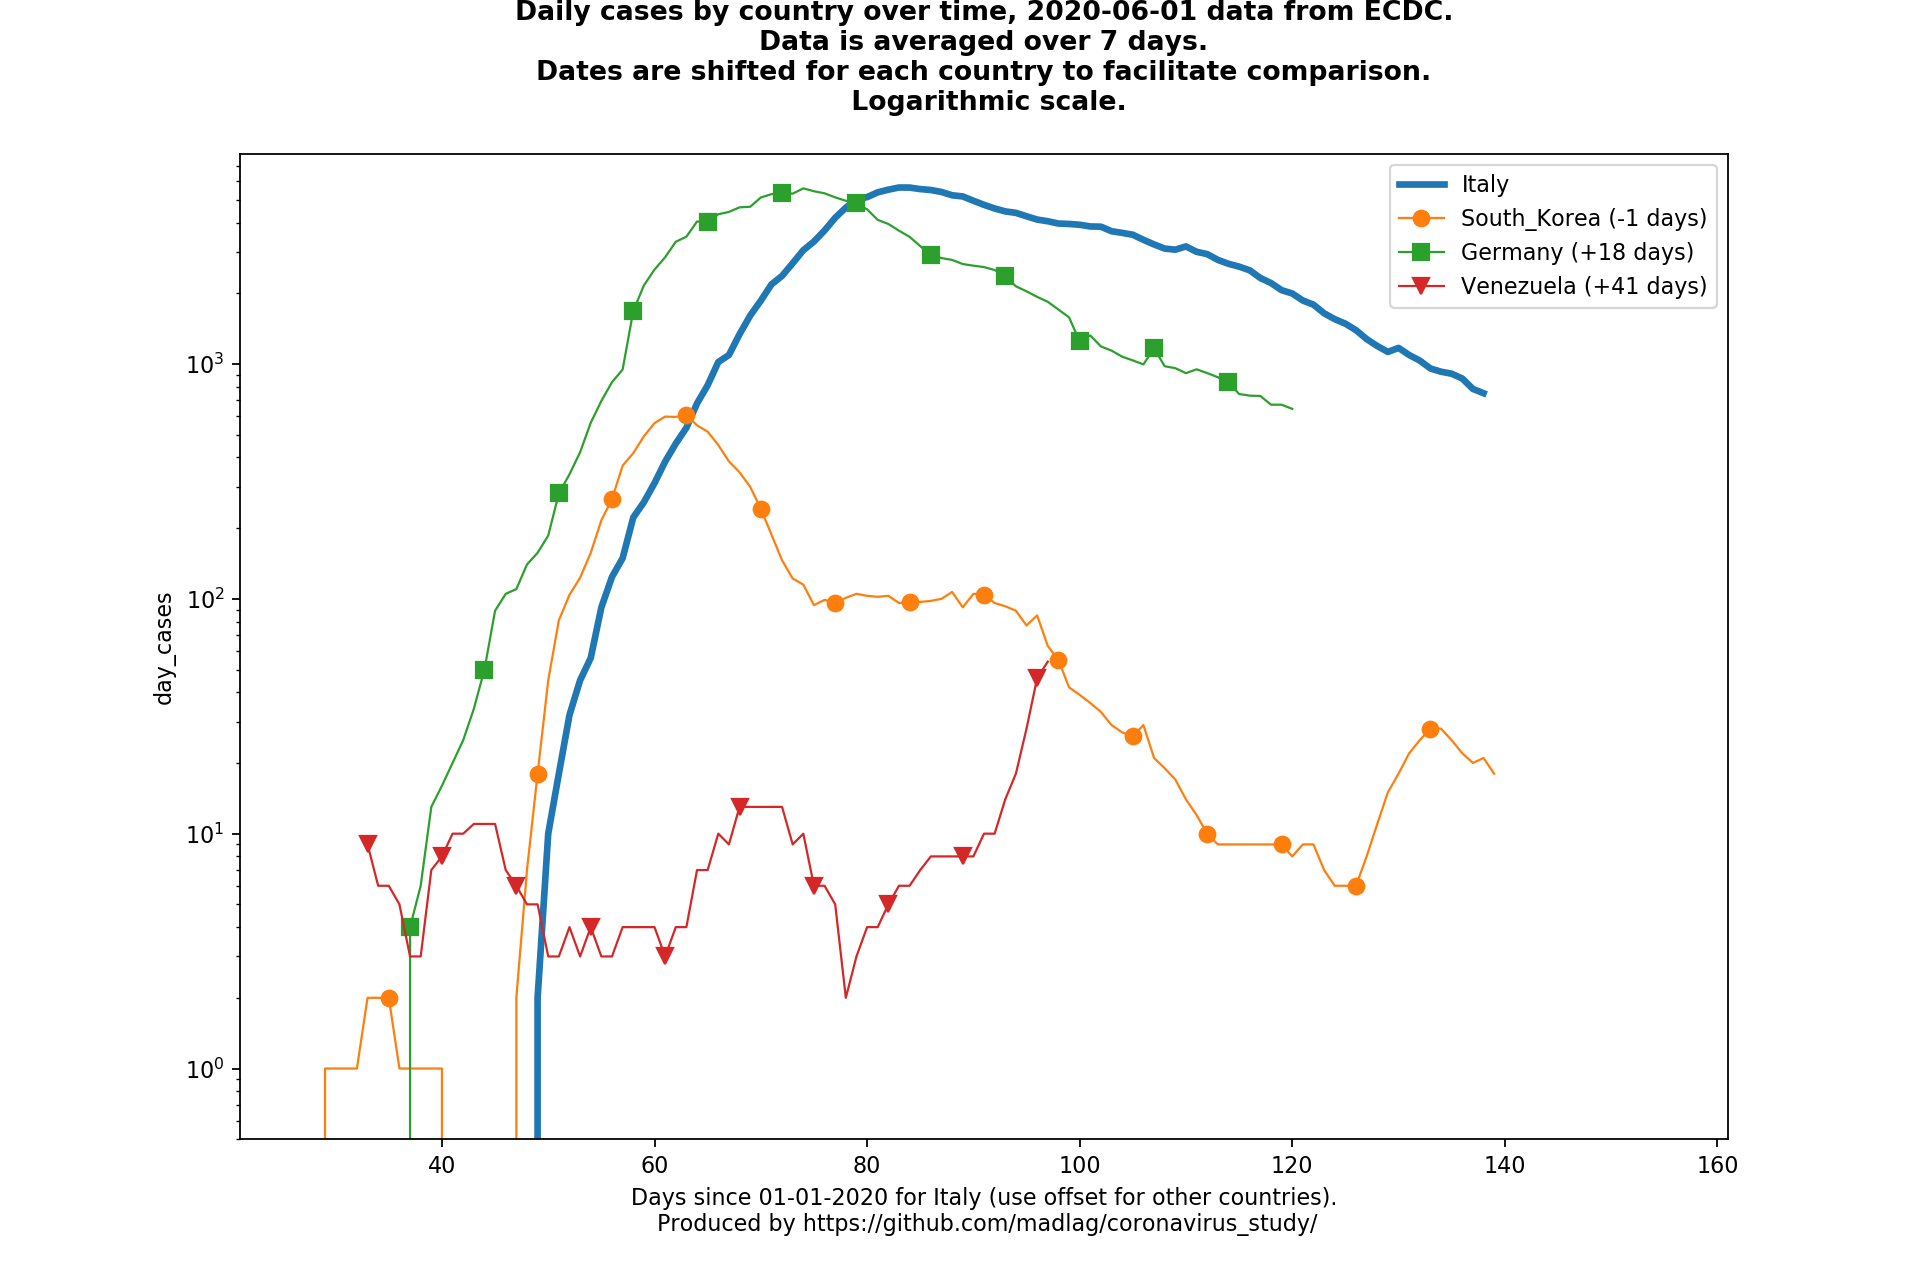 Daily cases by country over time, 2020-06-01 data from ECDC.
Data is averaged over 7 days.
Dates are shifted for each country to facilitate comparison.
Logarithmic scale.
Italy
South_Korea (-1 days)
Germany (+18 days)
Venezuela (+41 days)
day_cases
10³
10²
10¹
10⁰
40 60 80 100 120 140 160
Days since 01-01-2020 for Italy (use offset for other countries).
Produced by https://github.com/madlag/coronavirus_study/